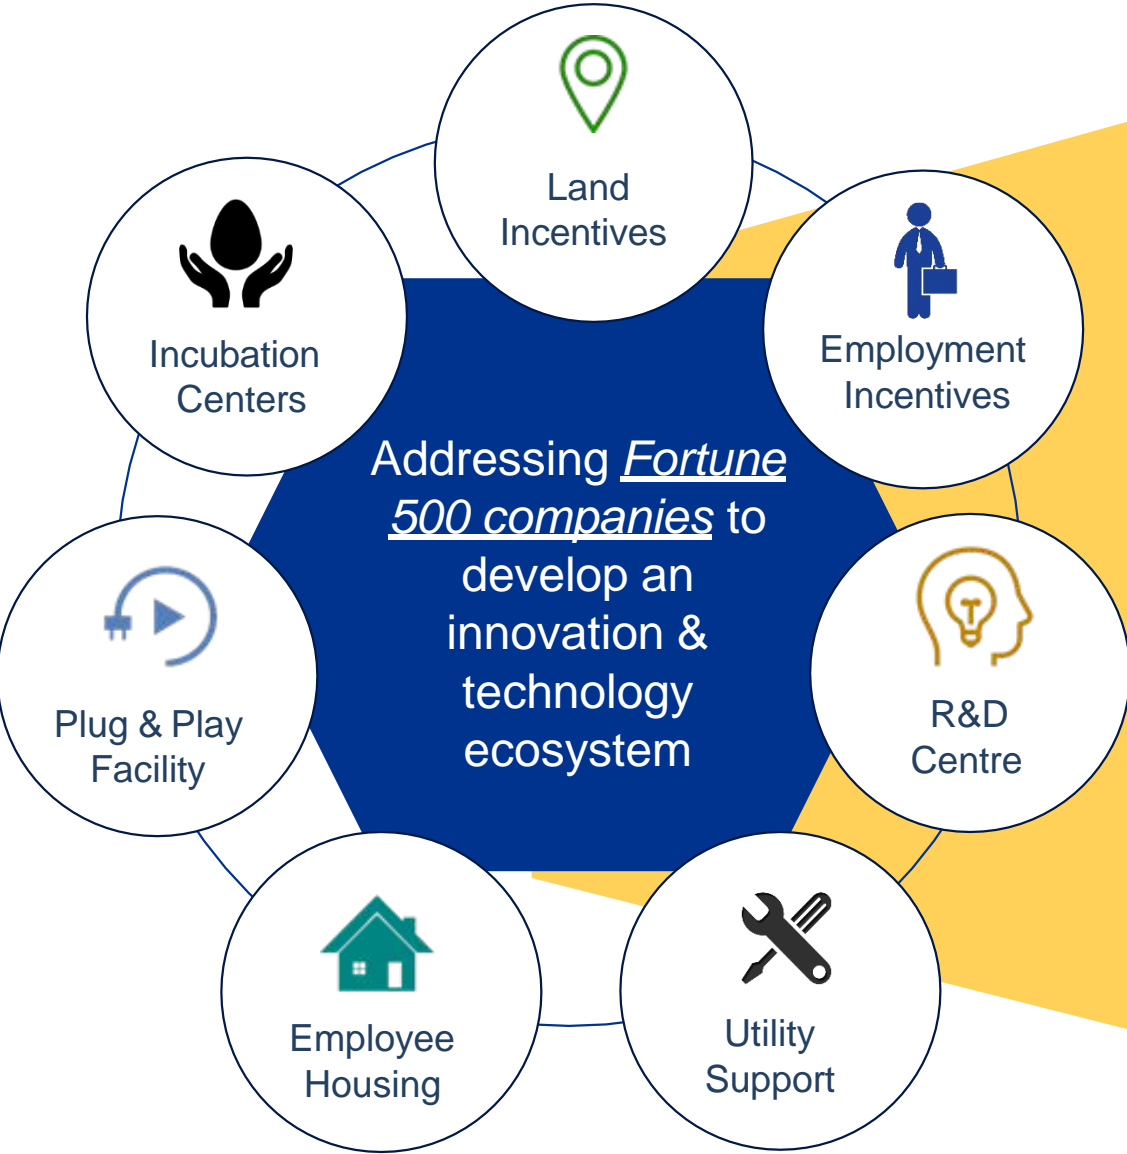 Land
Incentives
Employment
Incentives
Incubation
Centers
Addressing Fortune
500 companies to
develop an
innovation &
technology
ecosystem
Plug & Play
Facility
R&D
Centre
Employee
Housing
Utility
Support